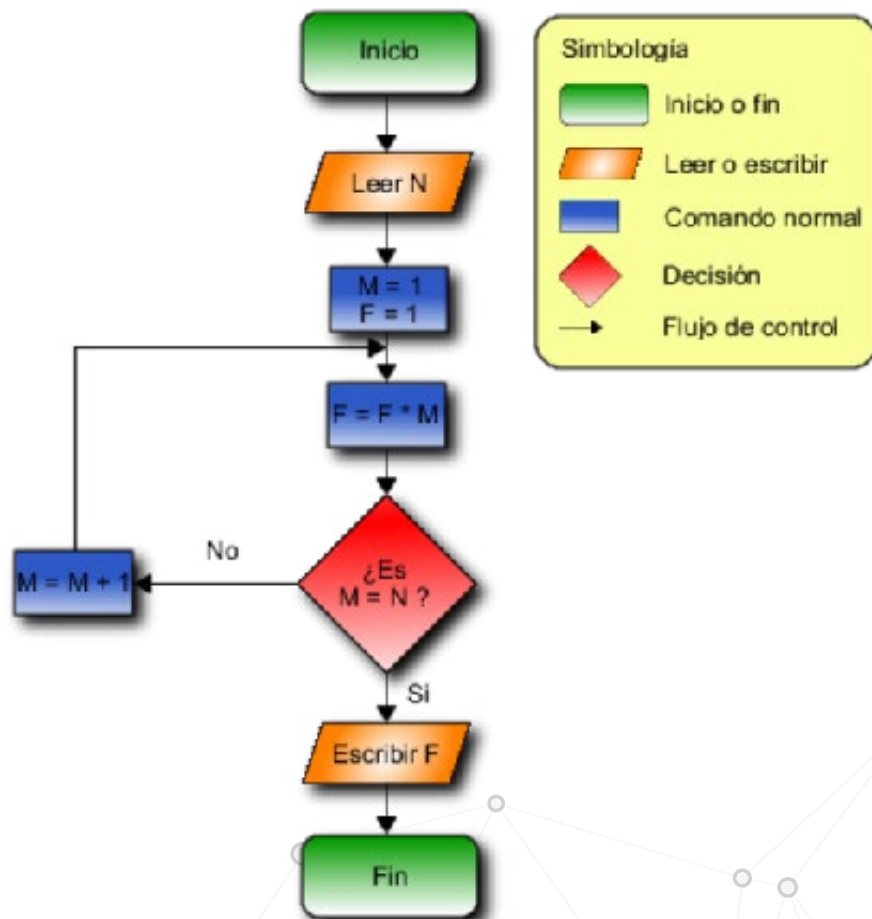 Inicio
Leer N
M = 1
F = 1
F = F * M
¿Es
M = N ?
No
M = M + 1
Si
Escribir F
Fin
Simbología
Inicio o fin
Leer o escribir
Comando normal
Decisión
Flujo de control